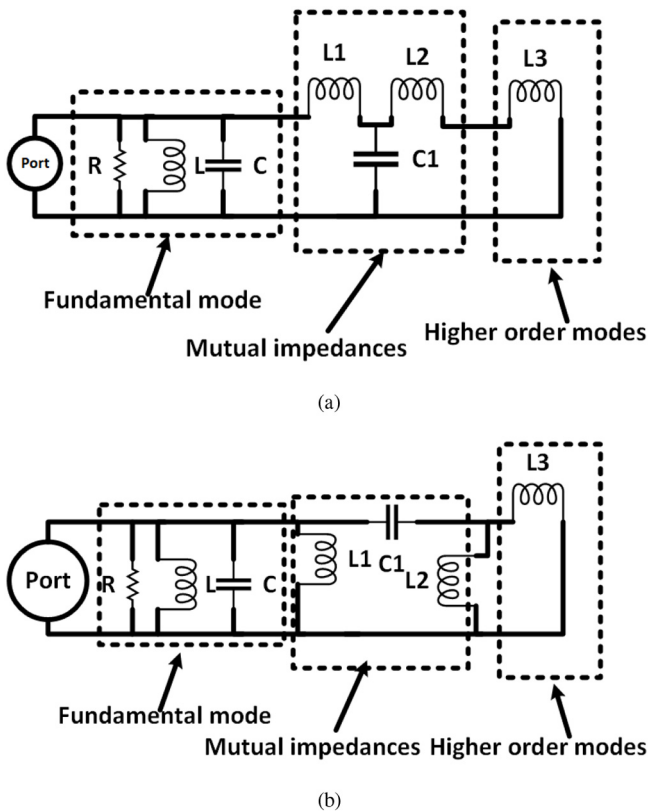 L1 L2 L3
Port R L C C1
Fundamental mode
Mutual impedances
Higher order modes
(a)
L3
Port R L C L1 C1 L2
Fundamental mode
Mutual impedances Higher order modes
(b)